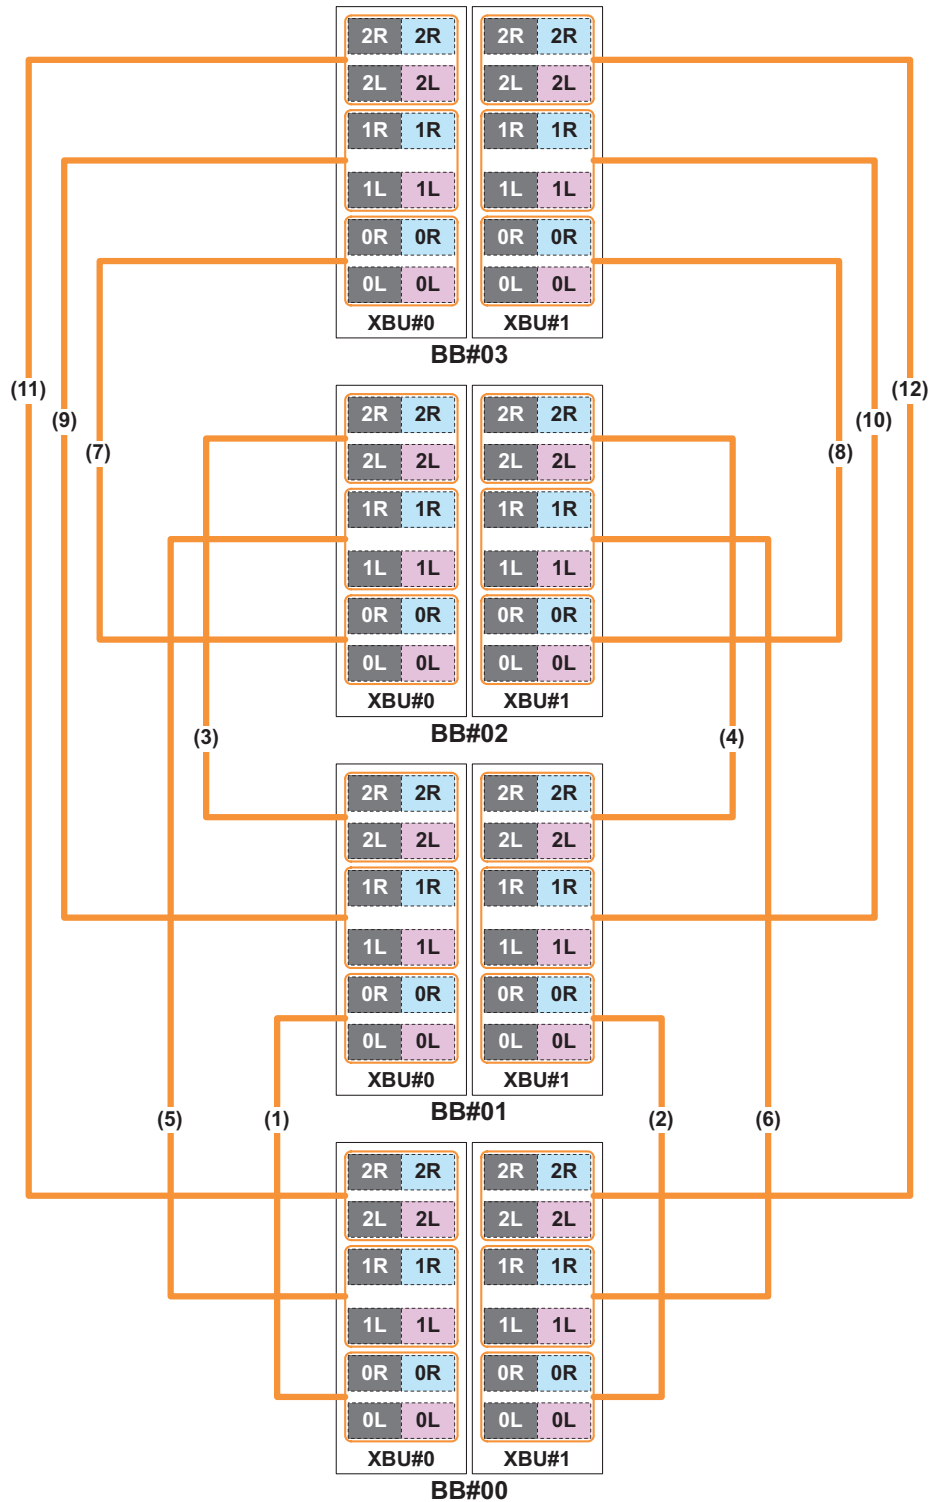 2R 2R 2R 2R
2L 2L 2L 2L
1R 1R 1R 1R
1L 1L 1L 1L
0R 0R 0R 0R
0L 0L 0L 0L
XBU#0 XBU#1
BB#03
(11) (12)
(9) (10)
(7) (8)
2R 2R 2R 2R
2L 2L 2L 2L
1R 1R 1R 1R
1L 1L 1L 1L
0R 0R 0R 0R
0L 0L 0L 0L
XBU#0 XBU#1
BB#02
(3) (4)
2R 2R 2R 2R
2L 2L 2L 2L
1R 1R 1R 1R
1L 1L 1L 1L
0R 0R 0R 0R
0L 0L 0L 0L
XBU#0 XBU#1
BB#01
(5) (1) (2) (6)
2R 2R 2R 2R
2L 2L 2L 2L
1R 1R 1R 1R
1L 1L 1L 1L
0R 0R 0R 0R
0L 0L 0L 0L
XBU#0 XBU#1
BB#00